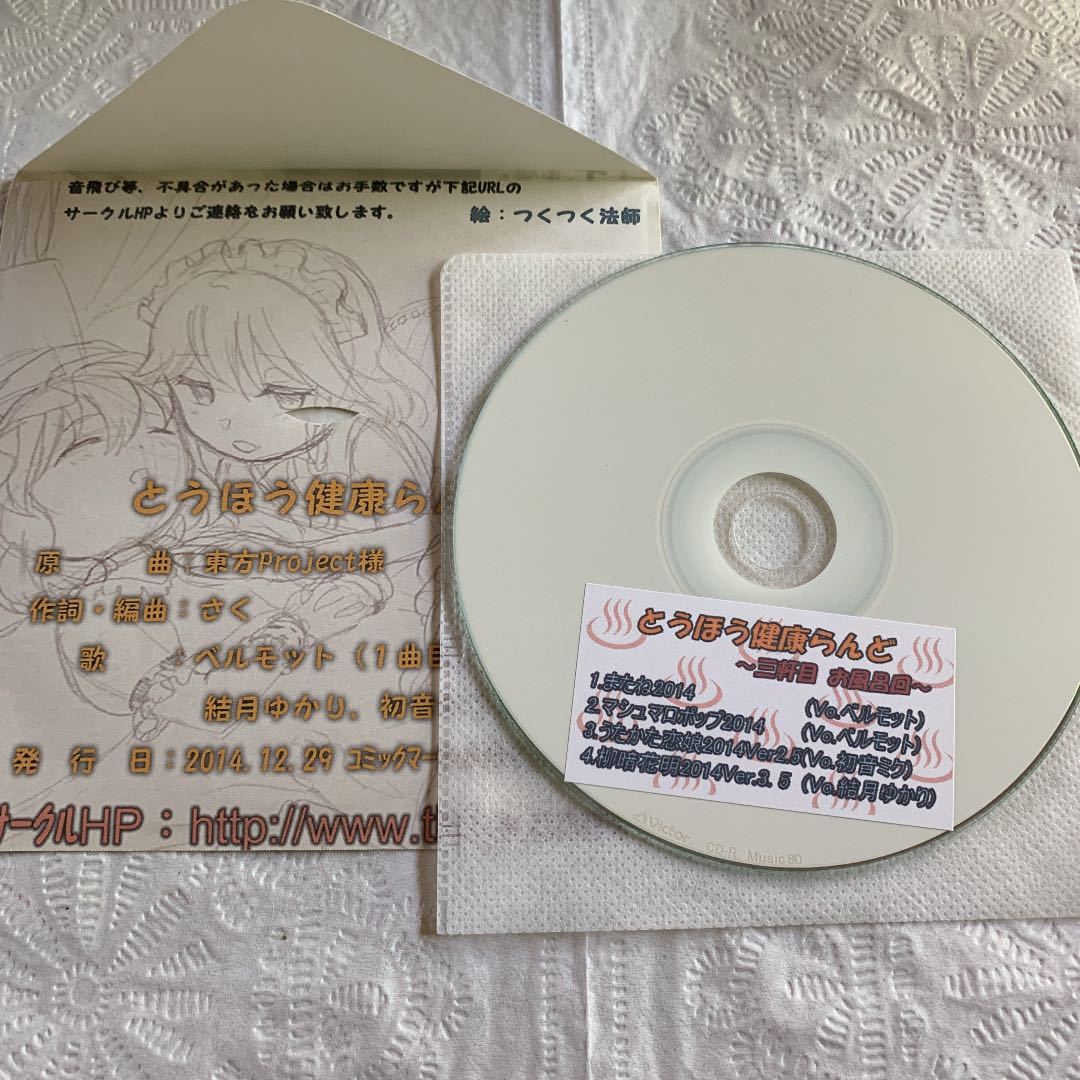 音飛び等、不具合があった場合はお手数ですが下記URLの
サークルHPよりご連絡をお願い致します。
絵：つくつく法師
とうほう健康らん
原　曲：東方Project様
作詞・編曲：さく
歌　：ベルモット（１曲目
結月ゆかり、初音
発行日：2014.12.29 コミックマー
サークルHP：http://www.t
とうほう健康らんど
～三軒目 お風呂回～
1.またね2014 (Vo.ベルモット)
2.マシュマロポップ2014 (Vo.ベルモット)
3.うたかた恋娘2014Ver2.5(Vo.初音ミク)
4.柳暗花明2014Ver.3.5 (Vo.結月ゆかり)
Victor
CD-R Music 80